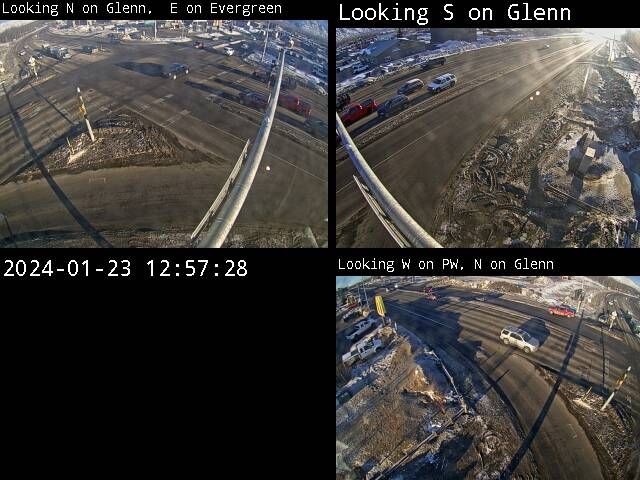 Looking N on Glenn,  E on Evergreen
Looking S on Glenn
2024-01-23 12:57:28
Looking W on PW, N on Glenn